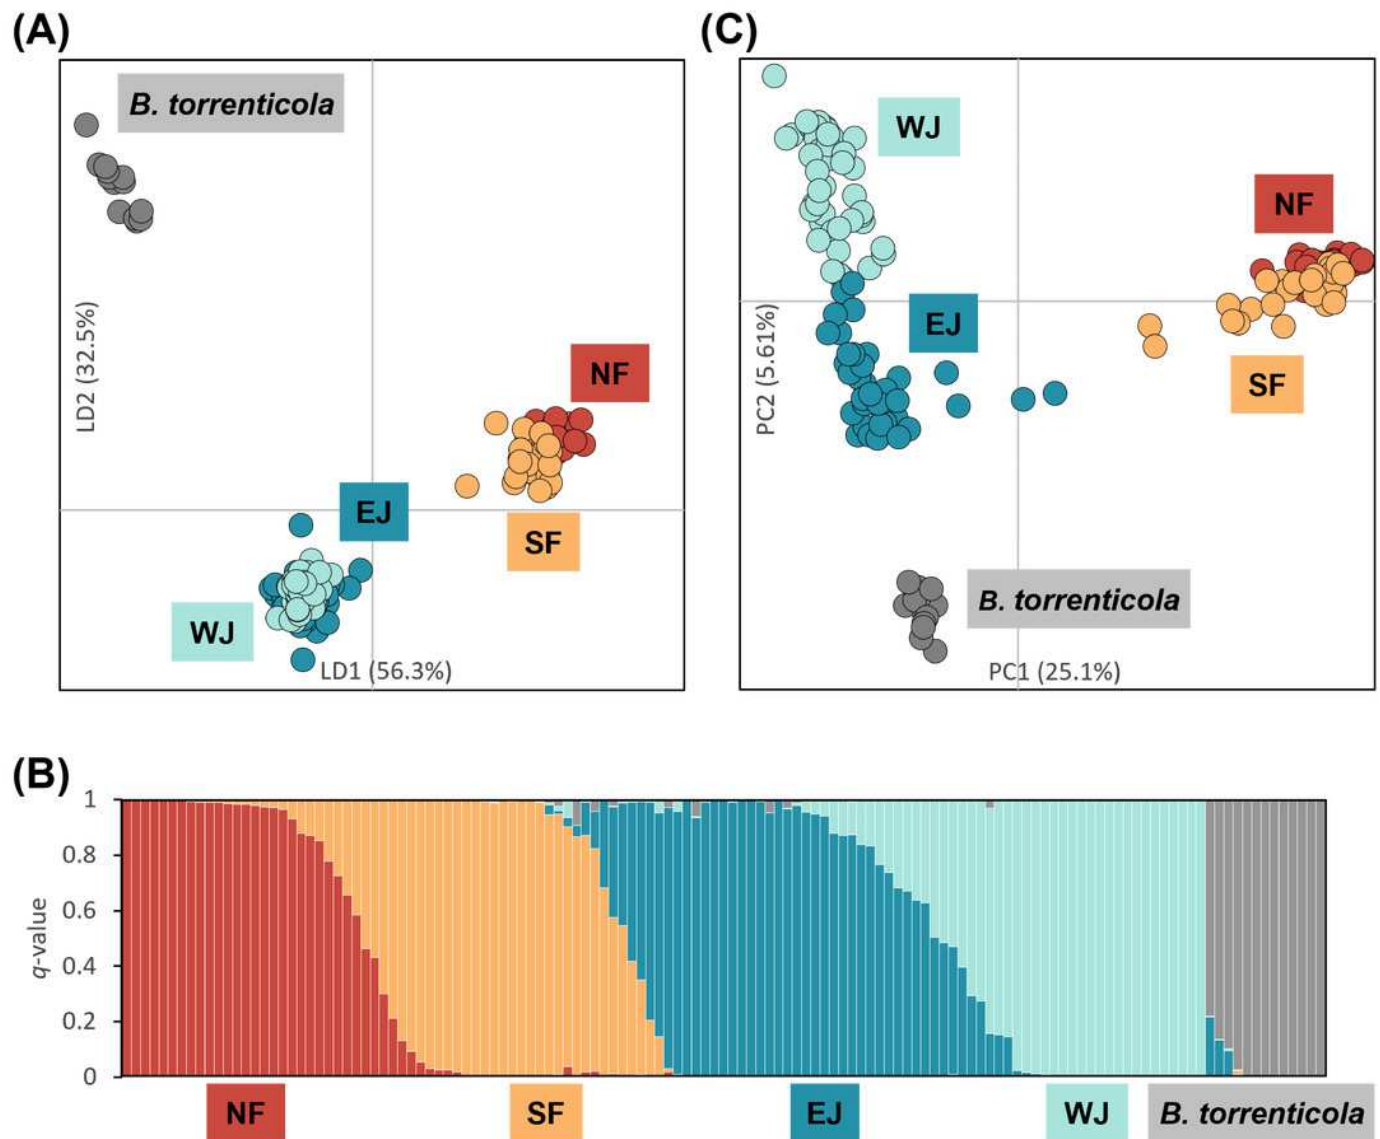 (A)
B. torrenticola
NF
EJ
SF
WJ
LD2 (32.5%)
LD1 (56.3%)
(C)
WJ
NF
EJ
SF
B. torrenticola
PC2 (5.61%)
PC1 (25.1%)
(B)
1
0.8
0.6
0.4
0.2
0
q-value
NF SF EJ WJ B. torrenticola